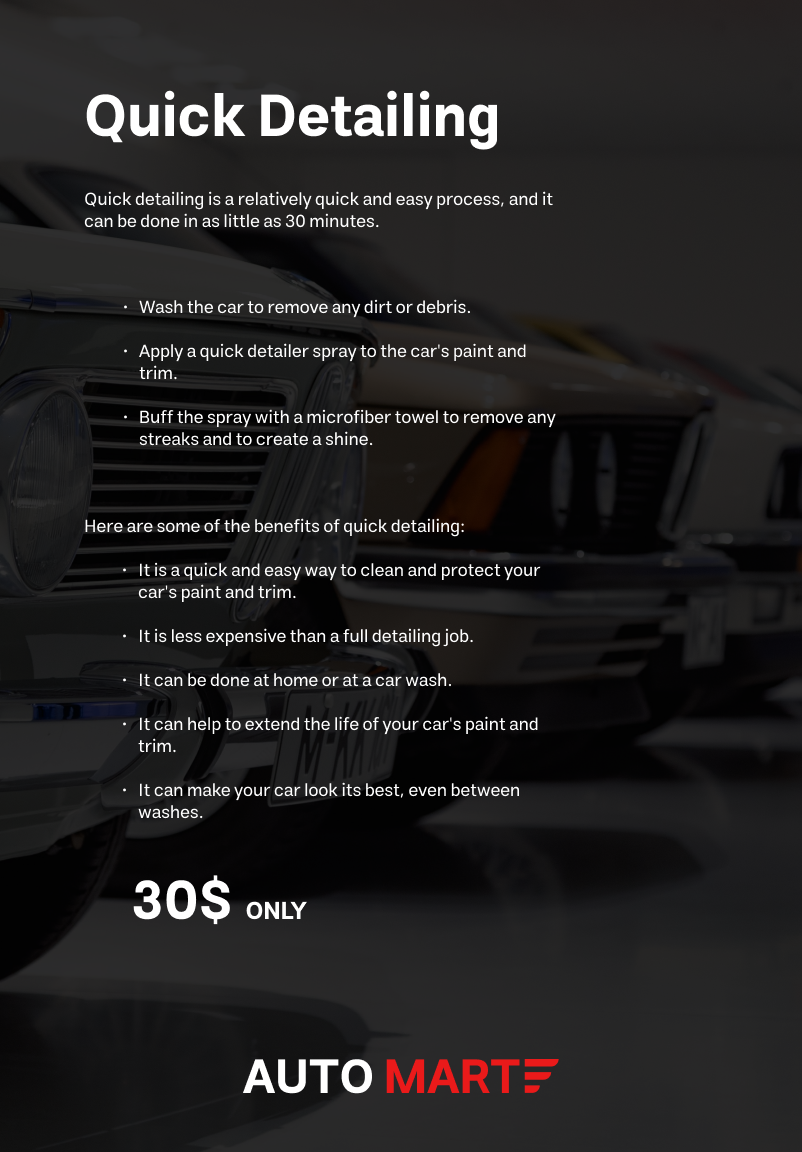 Quick Detailing
Quick detailing is a relatively quick and easy process, and it
can be done in as little as 30 minutes.
• Wash the car to remove any dirt or debris.
• Apply a quick detailer spray to the car's paint and
trim.
• Buff the spray with a microfiber towel to remove any
streaks and to create a shine.
Here are some of the benefits of quick detailing:
• It is a quick and easy way to clean and protect your
car's paint and trim.
• It is less expensive than a full detailing job.
• It can be done at home or at a car wash.
• It can help to extend the life of your car's paint and
trim.
• It can make your car look its best, even between
washes.
30$ ONLY
AUTO MART